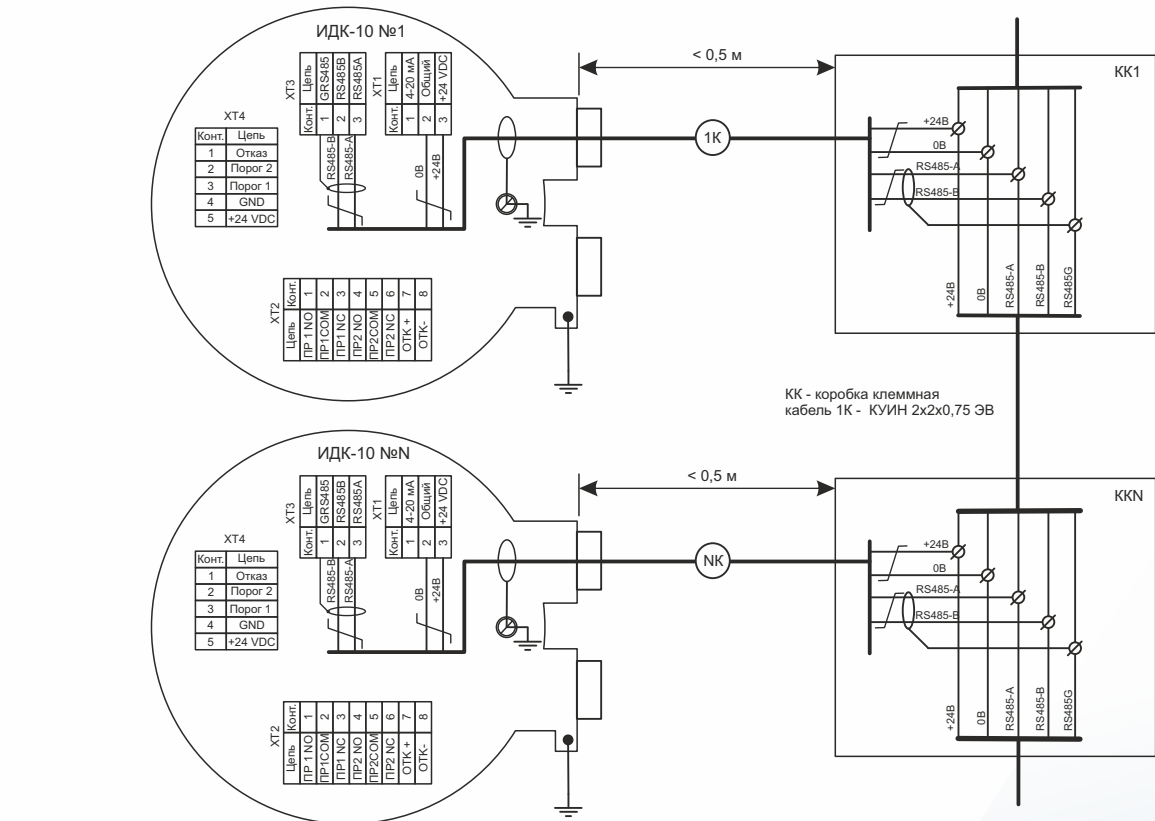 ИДК-10 №1
XT3
Конт. Цепь
1 GRS485
2 RS485B
3 RS485A
XT1
Конт. Цепь
1 4-20 мА
2 Общий
3 +24 VDC
RS485-B
RS485-A
0В
+24В
XT4
Конт. Цепь
1 Отказ
2 Порог 2
3 Порог 1
4 GND
5 +24 VDC
XT2
Цепь Конт.
ПР 1 NO 1
ПР1COM 2
ПР1 NC 3
ПР2 NO 4
ПР2COM 5
ПР2 NC 6
ОТК + 7
ОТК- 8
< 0,5 м
1К
КК1
+24В
0В
RS485-A
RS485-B
+24В
0В
RS485-A
RS485-B
RS485G
КК - коробка клеммная
кабель 1К - КУИН 2х2х0,75 ЭВ
ИДК-10 №N
XT3
Конт. Цепь
1 GRS485
2 RS485B
3 RS485A
XT1
Конт. Цепь
1 4-20 мА
2 Общий
3 +24 VDC
RS485-B
RS485-A
0В
+24В
XT4
Конт. Цепь
1 Отказ
2 Порог 2
3 Порог 1
4 GND
5 +24 VDC
XT2
Цепь Конт.
ПР 1 NO 1
ПР1COM 2
ПР1 NC 3
ПР2 NO 4
ПР2COM 5
ПР2 NC 6
ОТК + 7
ОТК- 8
< 0,5 м
NК
ККN
+24В
0В
RS485-A
RS485-B
+24В
0В
RS485-A
RS485-B
RS485G